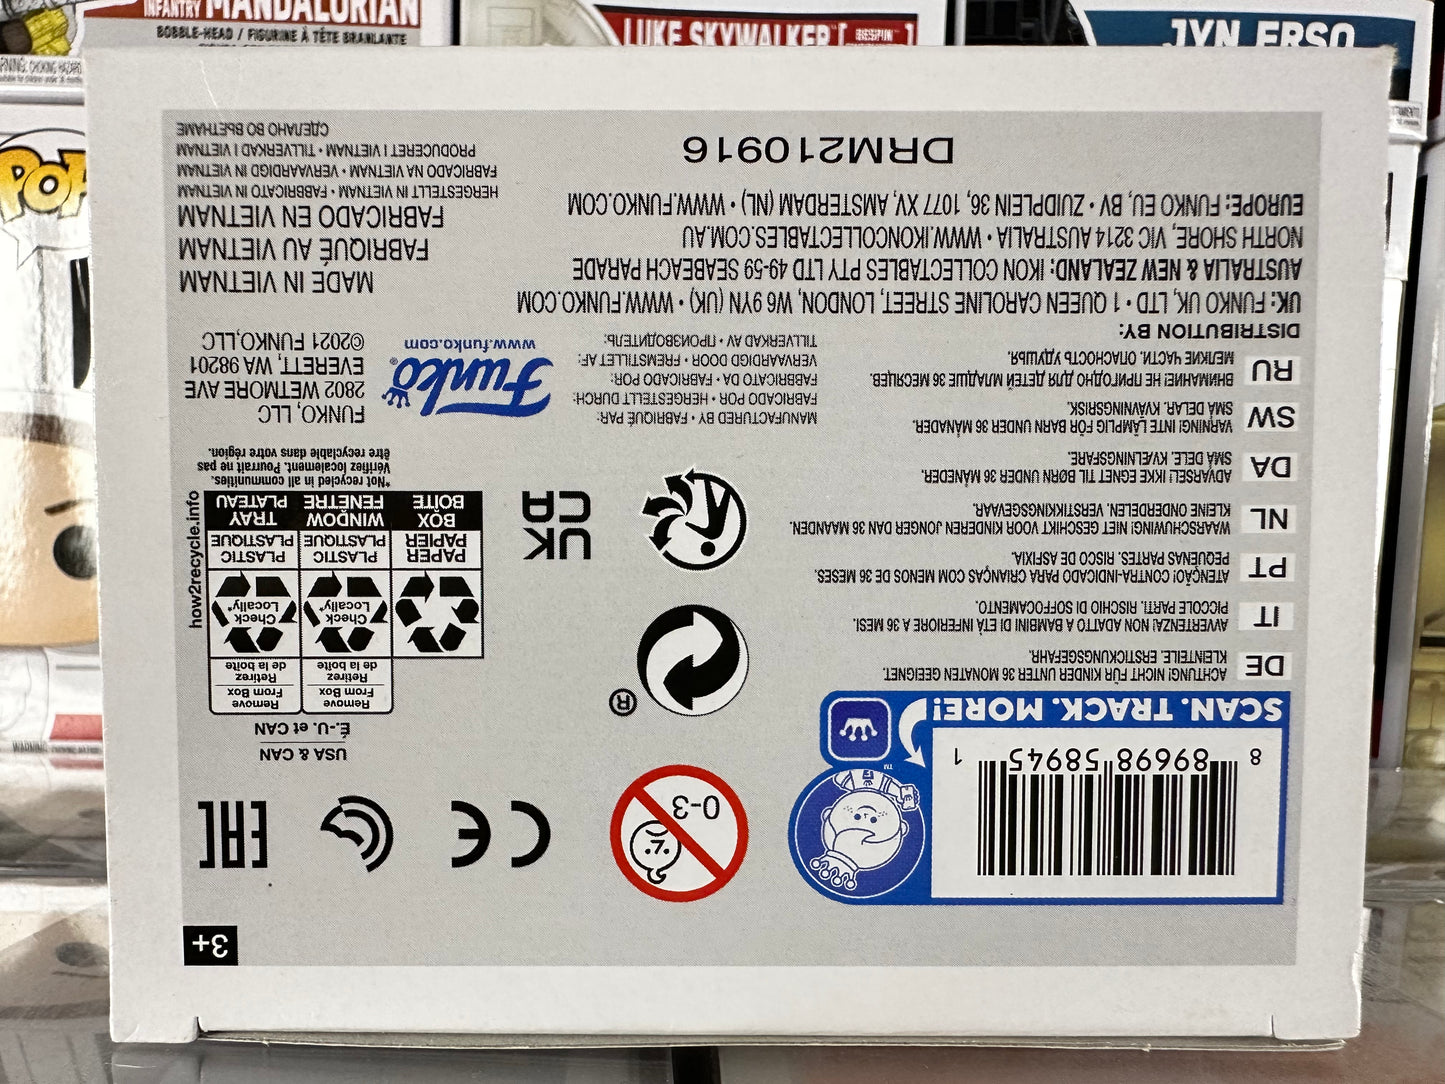 INFANTRY MANDALORIAN
BOBBLE-HEAD / FIGURINE À TÊTE BRANLANTE
LUKE SKYWALKER [BESPIN]
JYN ERSO
WARNING: CHOKING HAZARD
POP
3+
8 89698 58945 1
SCAN. TRACK. MORE!
™
0-3
CE
EAC
USA & CAN
É.-U. et CAN
Remove
From Box
Retirez
de la boîte
Remove
From Box
Retirez
de la boîte
Check
Locally*
Check
Locally*
PAPER
PAPIER
BOX
BOÎTE
PLASTIC
PLASTIQUE
WINDOW
FENÊTRE
PLASTIC
PLASTIQUE
TRAY
PLATEAU
how2recycle.info
*Not recycled in all communities.
Vérifiez localement. Pourrait ne pas
être recyclable dans votre région.
®
UK
CA
DE ACHTUNG! NICHT FÜR KINDER UNTER 36 MONATEN GEEIGNET.
KLEINTEILE. ERSTICKUNGSGEFAHR.
IT AVVERTENZA! NON ADATTO A BAMBINI DI ETÀ INFERIORE A 36 MESI.
PICCOLE PARTI. RISCHIO DI SOFFOCAMENTO.
PT ATENÇÃO! CONTRA-INDICADO PARA CRIANÇAS COM MENOS DE 36 MESES.
PEQUENAS PARTES. RISCO DE ASFIXIA.
NL WAARSCHUWING! NIET GESCHIKT VOOR KINDEREN JONGER DAN 36 MAANDEN.
KLEINE ONDERDELEN. VERSTIKKINGSGEVAAR.
DA ADVARSEL! IKKE EGNET TIL BØRN UNDER 36 MÅNEDER.
SMÅ DELE. KVÆLNINGSFARE.
SW VARNING! INTE LÄMPLIG FÖR BARN UNDER 36 MÅNADER.
SMÅ DELAR. KVÄVNINGSRISK.
RU ВНИМАНИЕ! НЕ ПРИГОДНО ДЛЯ ДЕТЕЙ МЛАДШЕ 36 МЕСЯЦЕВ.
МЕЛКИЕ ЧАСТИ. ОПАСНОСТЬ УДУШЬЯ.
MANUFACTURED BY • FABRIQUÉ PAR:
FABRICADO POR • HERGESTELLT DURCH:
FABBRICATO DA • FABRICADO POR:
VERVAARDIGD DOOR • FREMSTILLET AF:
TILLVERKAD AV • ПРОИЗВОДИТЕЛЬ:
Funko®
www.funko.com
FUNKO, LLC
2802 WETMORE AVE
EVERETT, WA 98201
©2021 FUNKO,LLC
DISTRIBUTION BY:
UK: FUNKO UK, LTD • 1 QUEEN CAROLINE STREET, LONDON, W6 9YN (UK) • WWW.FUNKO.COM
AUSTRALIA & NEW ZEALAND: IKON COLLECTABLES PTY LTD 49-59 SEABEACH PARADE
NORTH SHORE, VIC 3214 AUSTRALIA • WWW.IKONCOLLECTABLES.COM.AU
EUROPE: FUNKO EU, BV • ZUIDPLEIN 36, 1077 XV, AMSTERDAM (NL) • WWW.FUNKO.COM
MADE IN VIETNAM
FABRIQUÉ AU VIETNAM
FABRICADO EN VIETNAM
HERGESTELLT IN VIETNAM • FABBRICATO IN VIETNAM
FABRICADO NA VIETNAM • VERVAARDIGD IN VIETNAM
PRODUCERET I VIETNAM • TILLVERKAD I VIETNAM
СДЕЛАНО ВО ВЬЕТНАМЕ
DRM210916